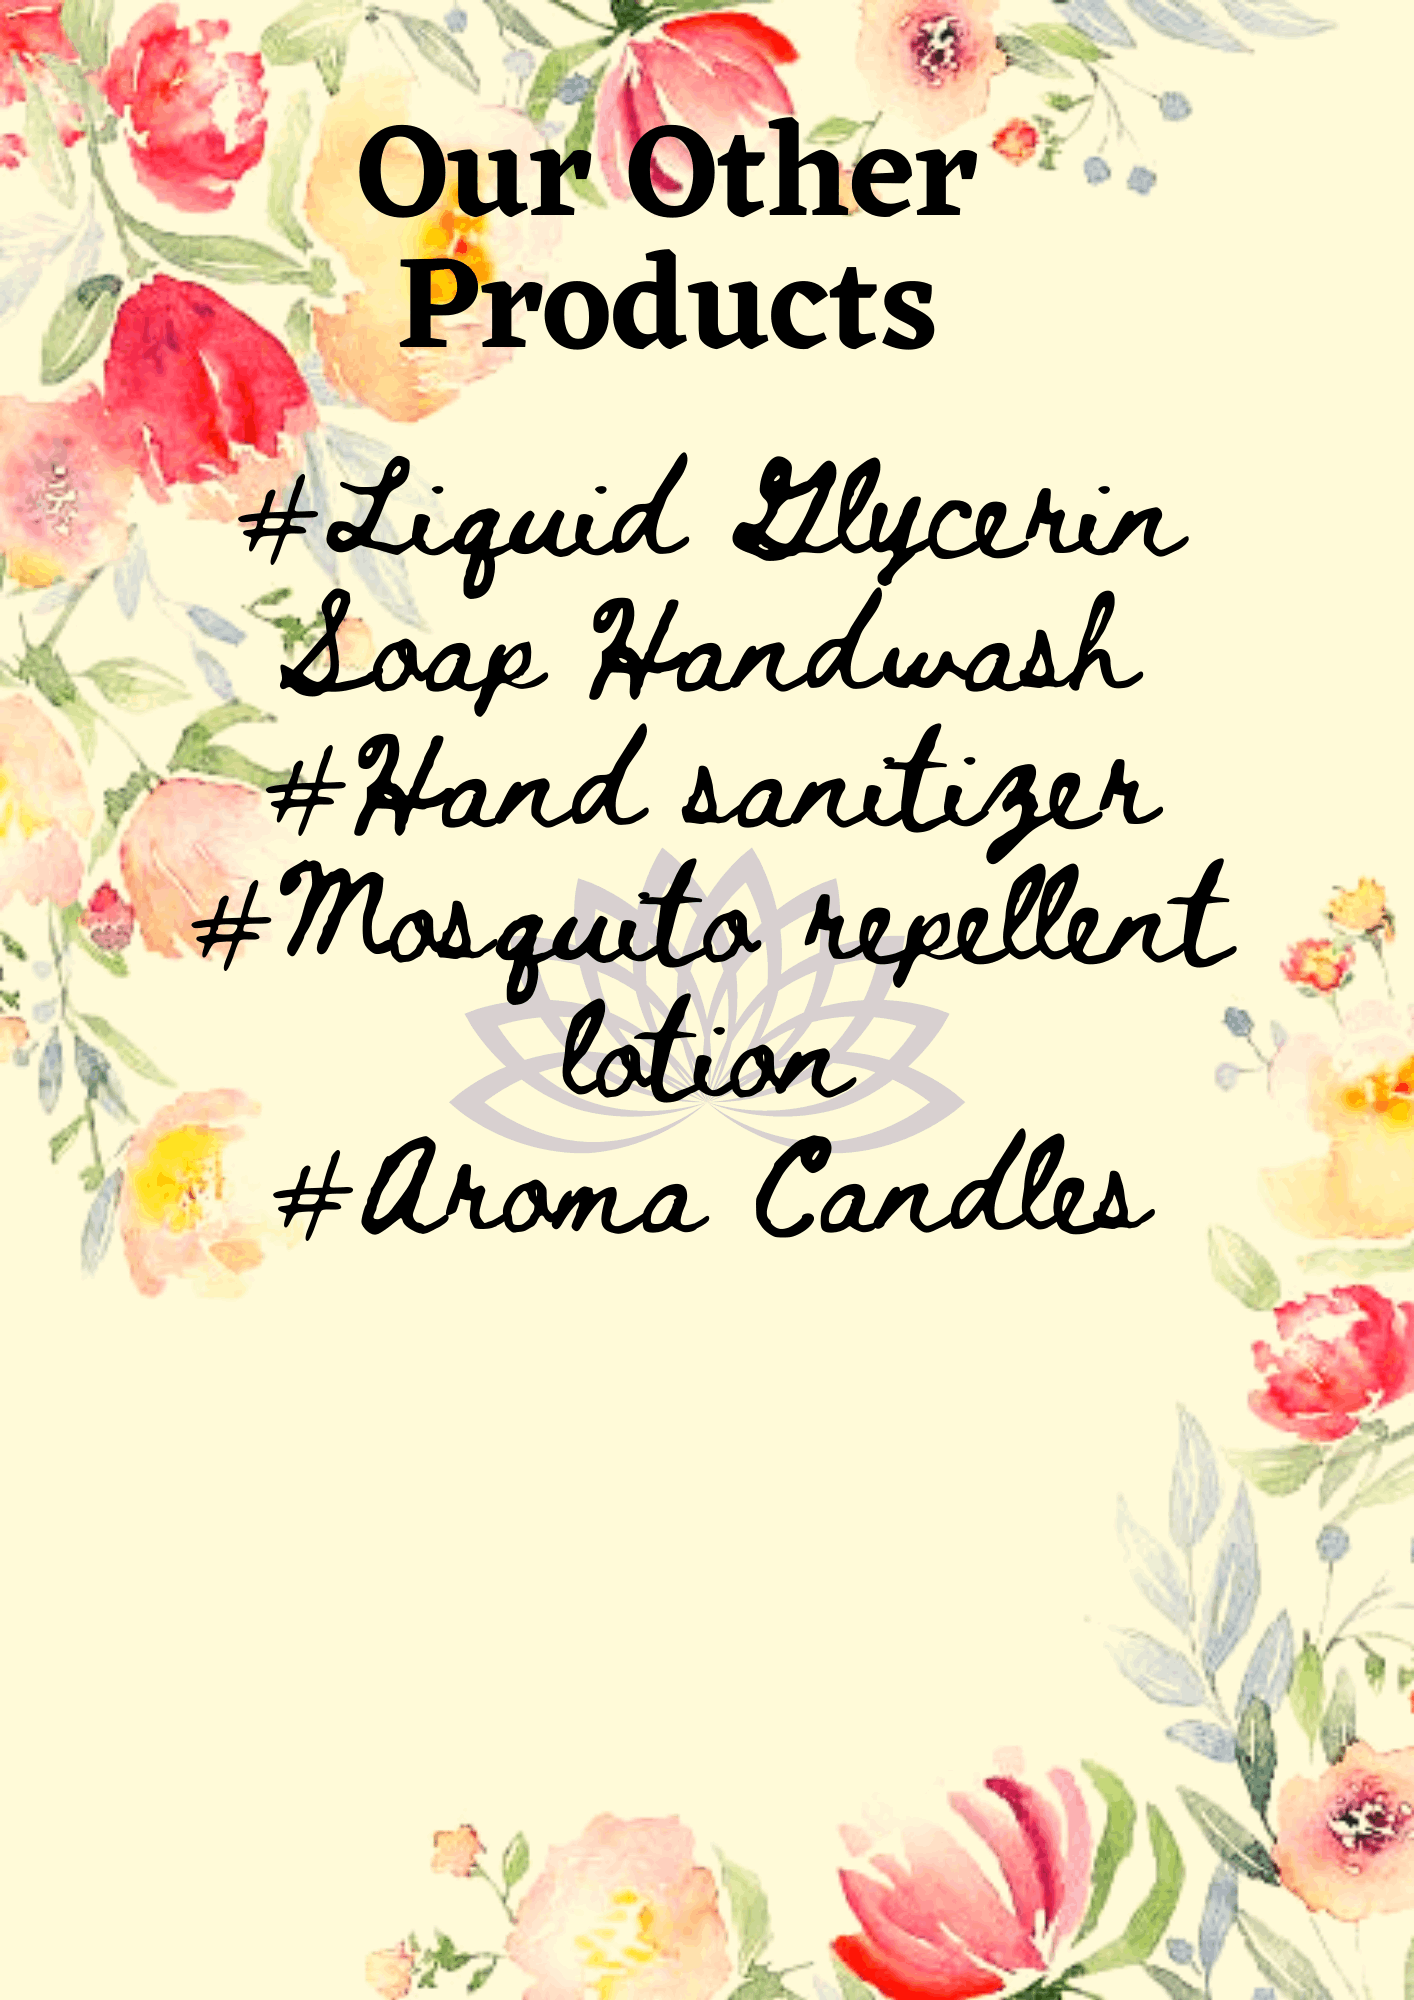 Our Other
Products
#Liquid Glycerin
Soap Handwash
#Hand sanitizer
#Mosquito repellent
lotion
#Aroma Candles